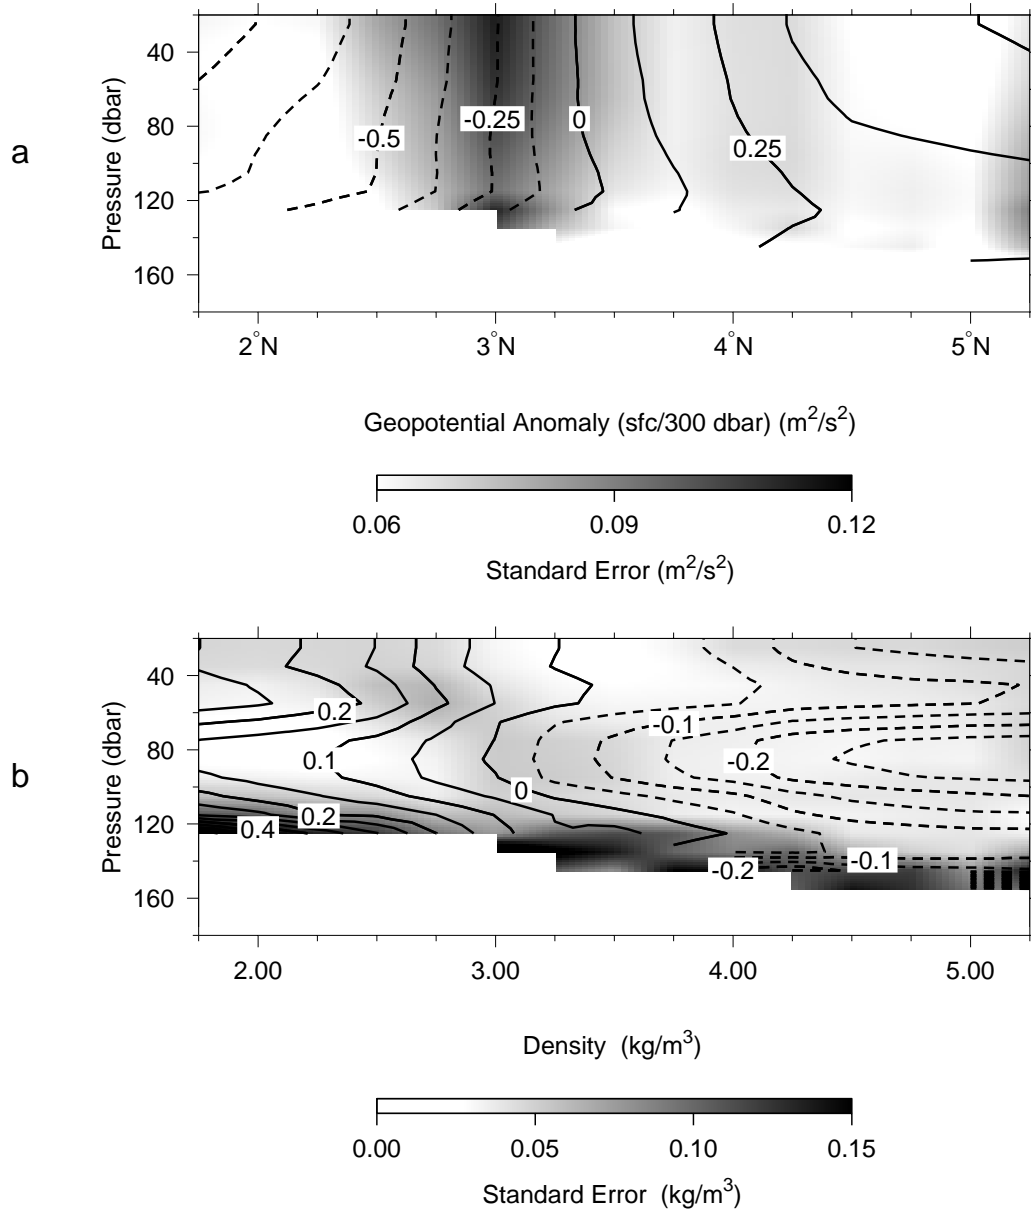 a
Pressure (dbar)
40
80
120
160
-0.5
-0.25
0
0.25
2°N
3°N
4°N
5°N
Geopotential Anomaly (sfc/300 dbar) (m²/s²)
0.06
0.09
0.12
Standard Error (m²/s²)
b
Pressure (dbar)
40
80
120
160
0.2
0.1
0.2
0.4
0
-0.1
-0.2
-0.2
-0.1
2.00
3.00
4.00
5.00
Density (kg/m³)
0.00
0.05
0.10
0.15
Standard Error (kg/m³)